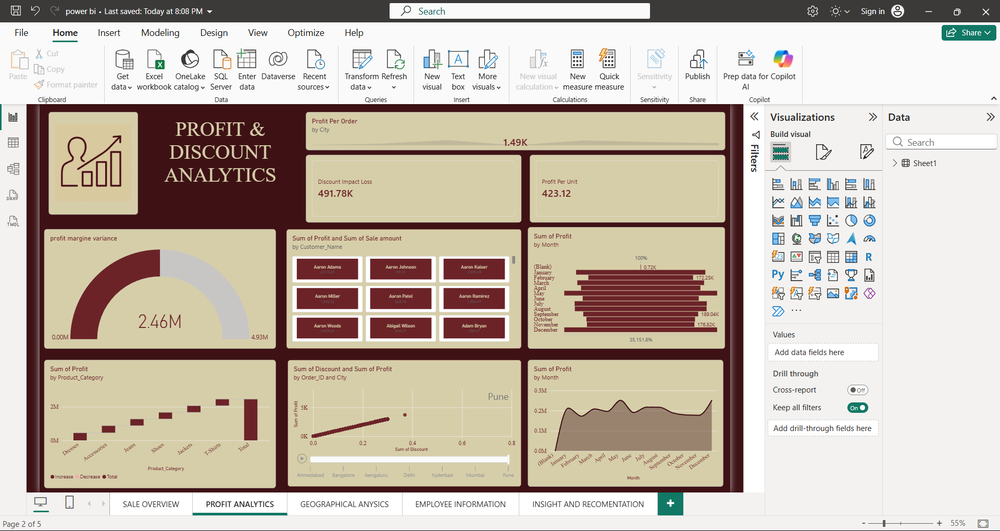 power bi • Last saved: Today at 8:08 PM
Search
Sign in
File
Home
Insert
Modeling
Design
View
Optimize
Help
Share
Paste
Cut
Copy
Format painter
Clipboard
Get data
Excel workbook
OneLake catalog
SQL Server
Enter data
Dataverse
Recent sources
Data
Transform data
Refresh
Queries
New visual
Text box
More visuals
Insert
New visual calculation
New measure
Quick measure
Calculations
Sensitivity
Sensitivity
Publish
Share
Prep data for AI
Copilot
Copilot
DAX
TMDL
PROFIT &
DISCOUNT
ANALYTICS
Profit Per Order
by City
1.49K
Discount Impact Loss
491.78K
Profit Per Unit
423.12
profit margine variance
2.46M
0.00M
4.93M
Sum of Profit and Sum of Sale amount
by Customer_Name
Aaron Adams
Aaron Johnson
Aaron Kaiser
Aaron Miller
Aaron Patel
Aaron Ramirez
Aaron Woods
Abigail Wilson
Adam Bryan
Sum of Profit
by Month
100%
(Blank)
0.72K
January
February
172.25K
March
April
May
June
July
August
September
189.04K
October
November
176.82K
December
35,151.8%
Sum of Profit
by Product_Category
2M
0M
Dresses
Accessories
Jeans
Shoes
Jackets
T-Shirts
Total
Product_Category
Increase
Decrease
Total
Sum of Discount and Sum of Profit
by Order_ID and City
Pune
Sum of Profit
5K
0K
0.0
0.2
0.4
0.6
0.8
Sum of Discount
Ahmedabad
Bangalore
bengaluru
Delhi
hyderbad
Mumbai
Pune
Sum of Profit
by Month
0.3M
0.2M
0.1M
0.0M
(Blank)
January
February
March
April
May
June
July
August
September
October
November
December
Month
Filters
Visualizations
Build visual
123
R
Py
Values
Add data fields here
Drill through
Cross-report
Off
Keep all filters
On
Add drill-through fields here
Data
Search
Sheet1
SALE OVERVIEW
PROFIT ANALYTICS
GEOGRAPHICAL ANYSICS
EMPLOYEE INFORMATION
INSIGHT AND RECOMENTATION
+
Page 2 of 5
- + 55%